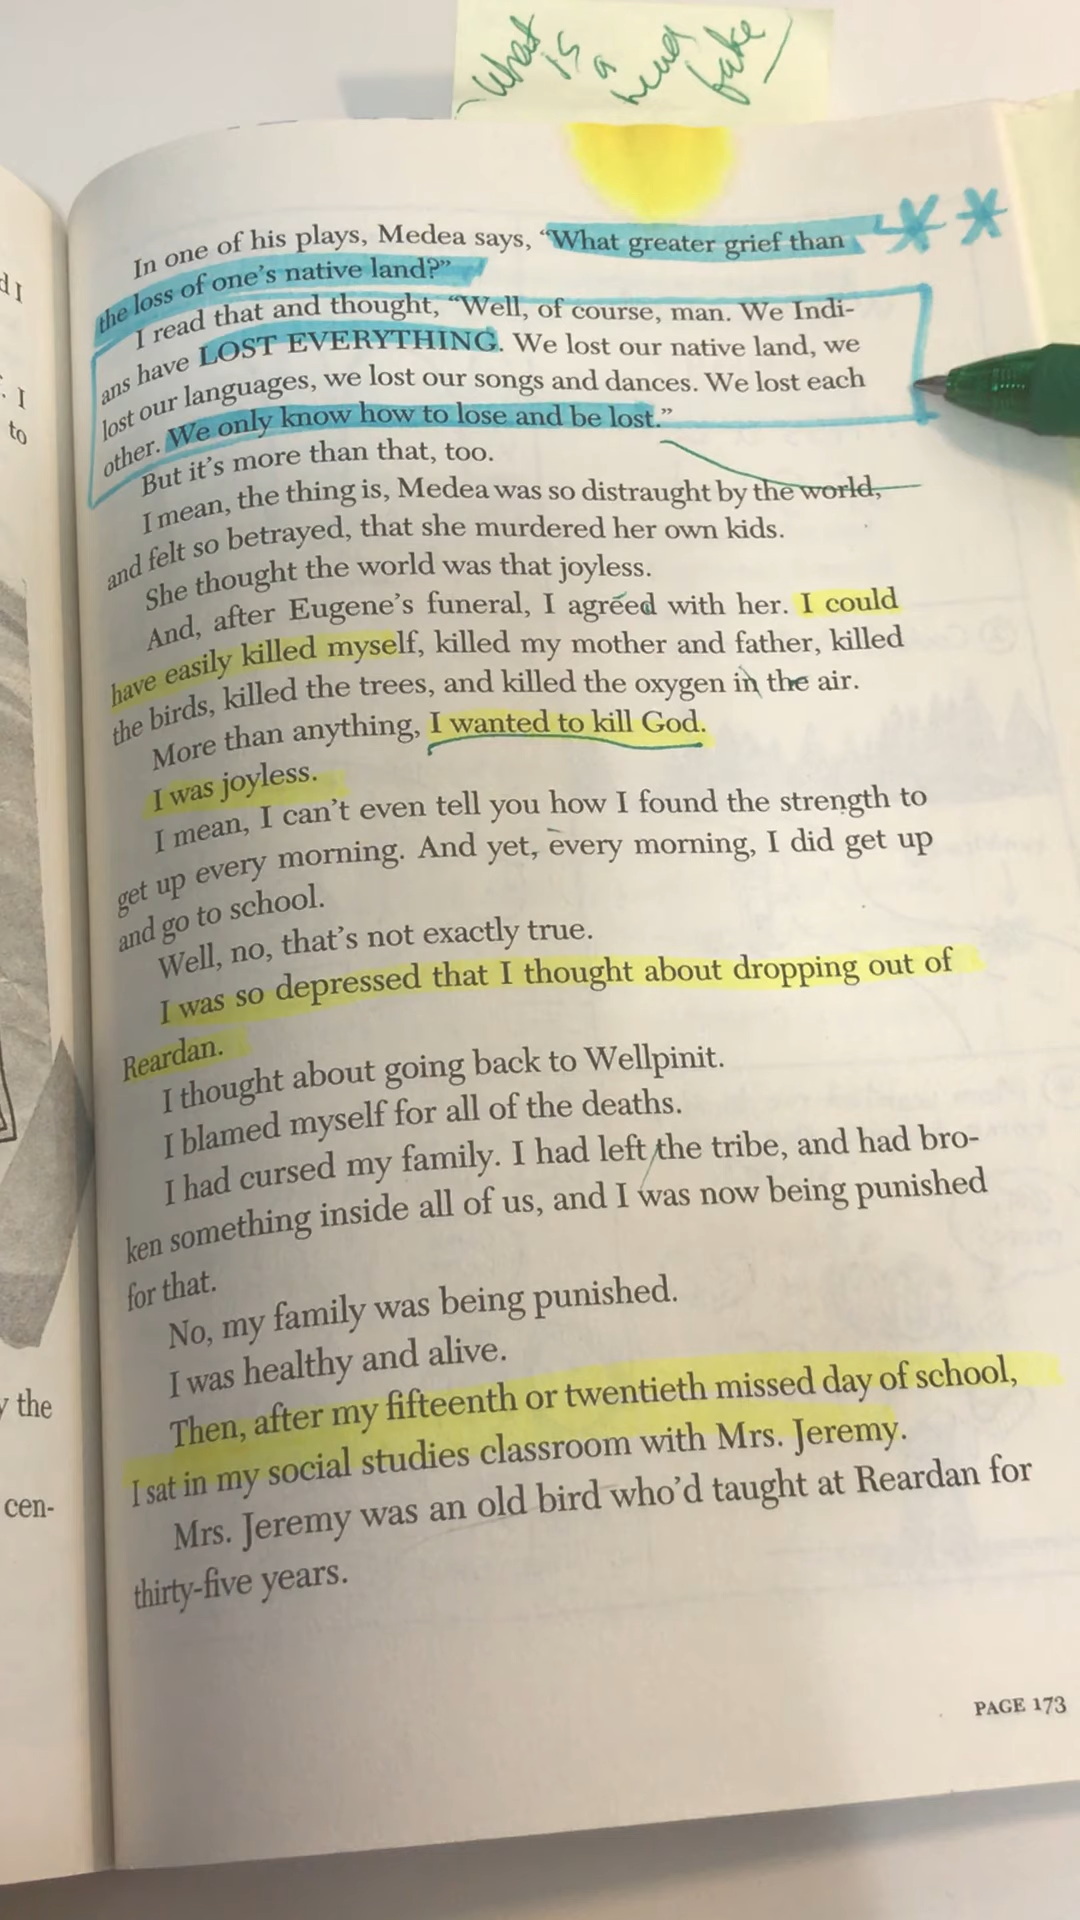 What
is
a
head
fake
In one of his plays, Medea says, “What greater grief than
the loss of one’s native land?”
I read that and thought, “Well, of course, man. We Indi-
ans have LOST EVERYTHING. We lost our native land, we
lost our languages, we lost our songs and dances. We lost each
other. We only know how to lose and be lost.”
But it’s more than that, too.
I mean, the thing is, Medea was so distraught by the world,
and felt so betrayed, that she murdered her own kids.
She thought the world was that joyless.
And, after Eugene’s funeral, I agreed with her. I could
have easily killed myself, killed my mother and father, killed
the birds, killed the trees, and killed the oxygen in the air.
More than anything, I wanted to kill God.
I was joyless.
I mean, I can’t even tell you how I found the strength to
get up every morning. And yet, every morning, I did get up
and go to school.
Well, no, that’s not exactly true.
I was so depressed that I thought about dropping out of
Reardan.
I thought about going back to Wellpinit.
I blamed myself for all of the deaths.
I had cursed my family. I had left the tribe, and had bro-
ken something inside all of us, and I was now being punished
for that.
No, my family was being punished.
I was healthy and alive.
Then, after my fifteenth or twentieth missed day of school,
I sat in my social studies classroom with Mrs. Jeremy.
Mrs. Jeremy was an old bird who’d taught at Reardan for
thirty-five years.
PAGE 173
d I
. I
to
the
cen-